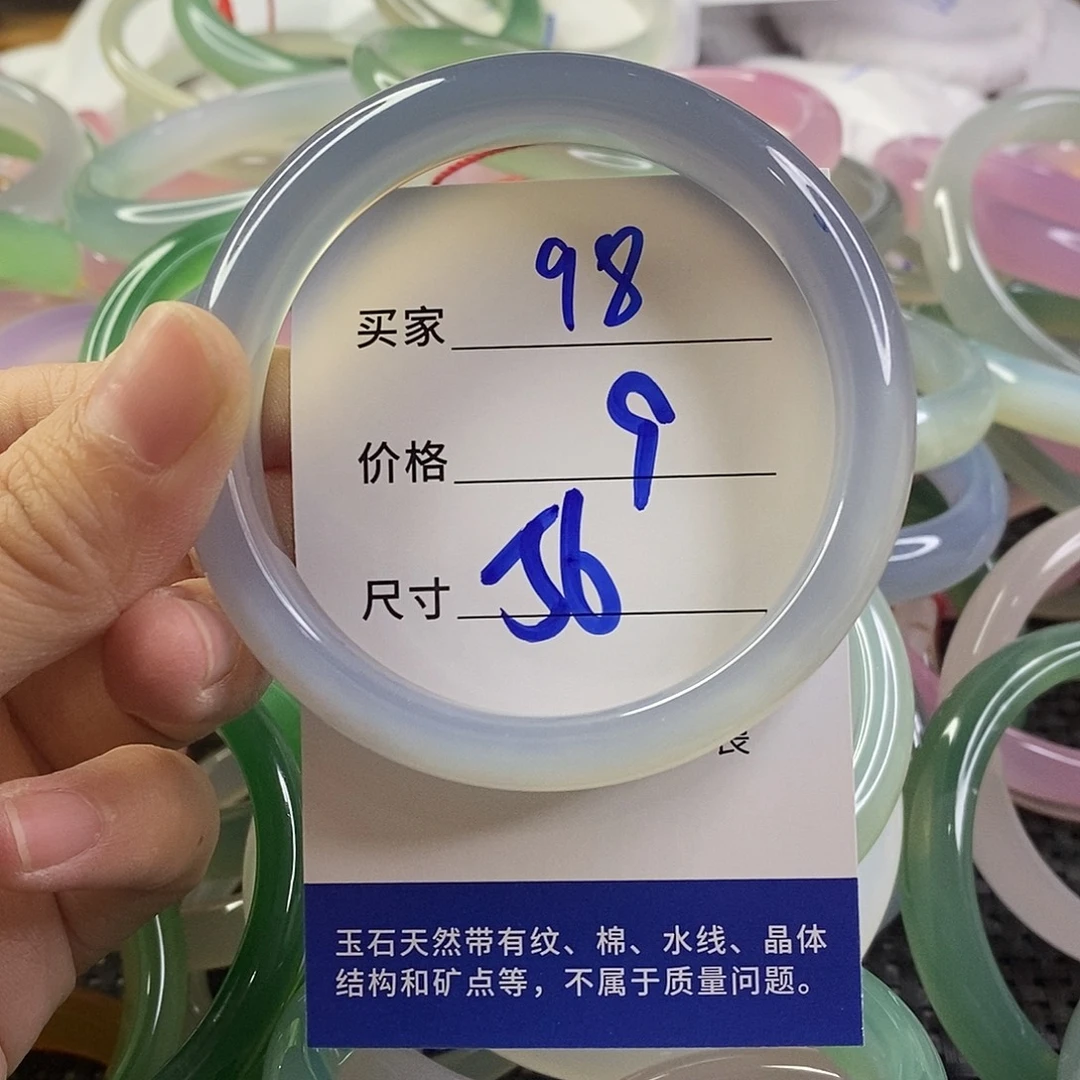 买家 98
价格 9
尺寸 56
长
玉石天然带有纹、棉、水线、晶体
结构和矿点等，不属于质量问题。